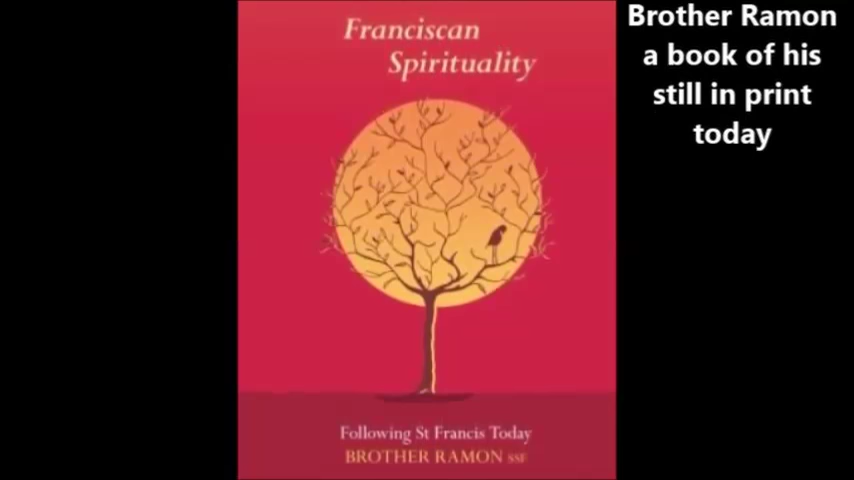 Franciscan
Spirituality
Following St Francis Today
BROTHER RAMON SSF
Brother Ramon
a book of his
still in print
today